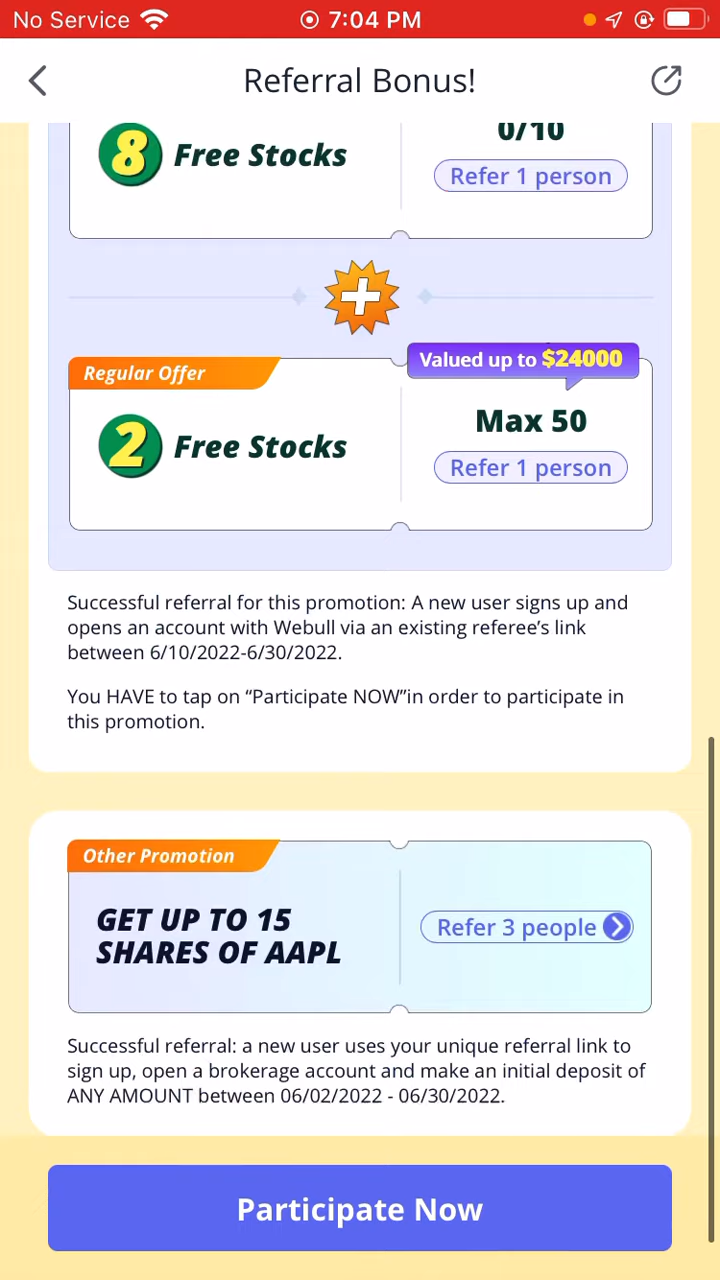 No Service 7:04 PM
Referral Bonus!
8 Free Stocks
0/10
Refer 1 person
Regular Offer
Valued up to $24000
2 Free Stocks
Max 50
Refer 1 person
Successful referral for this promotion: A new user signs up and
opens an account with Webull via an existing referee’s link
between 6/10/2022-6/30/2022.
You HAVE to tap on “Participate NOW”in order to participate in
this promotion.
Other Promotion
GET UP TO 15
SHARES OF AAPL
Refer 3 people
Successful referral: a new user uses your unique referral link to
sign up, open a brokerage account and make an initial deposit of
ANY AMOUNT between 06/02/2022 - 06/30/2022.
Participate Now